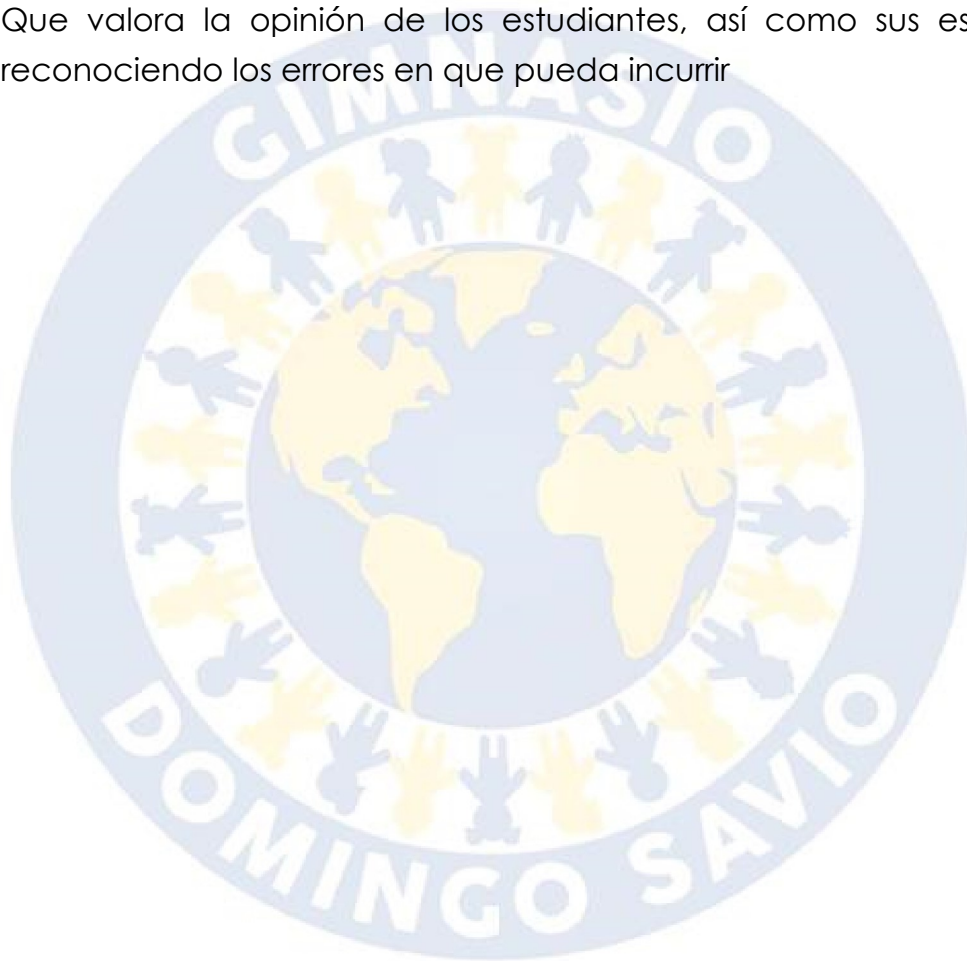 Que valora la opinión de los estudiantes, así como sus es
reconociendo los errores en que pueda incurrir
GIMNASIO
DOMINGO SAVIO